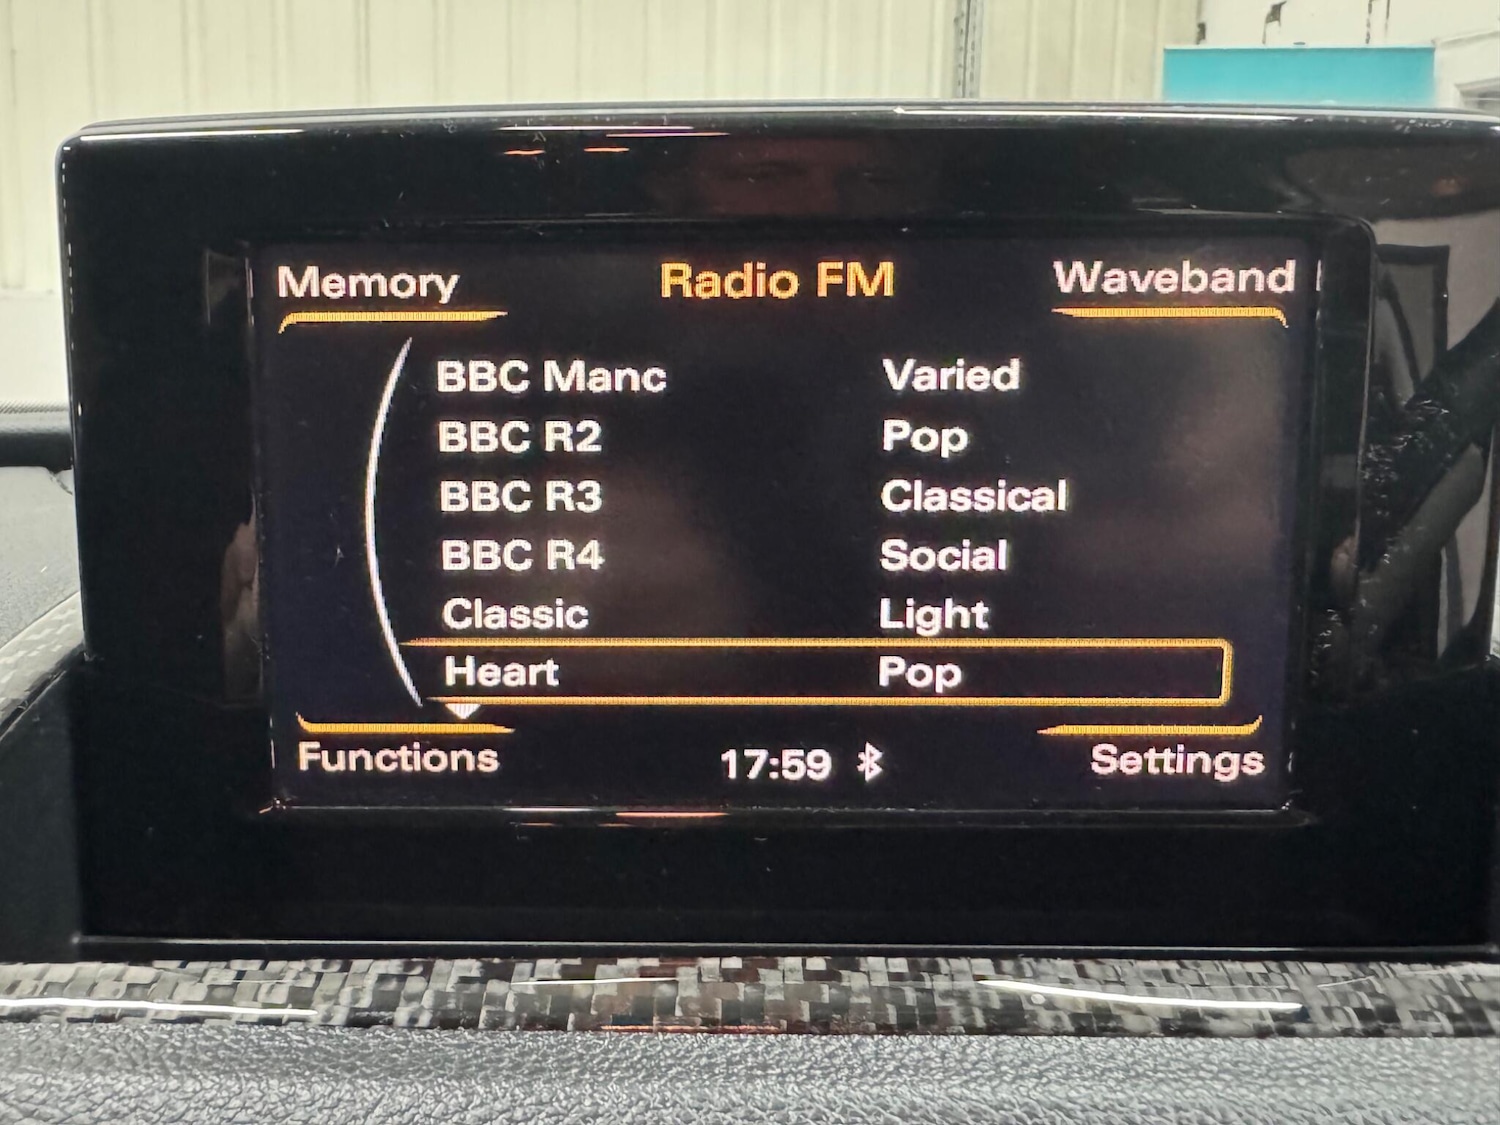 Memory Radio FM Waveband
BBC Manc Varied
BBC R2 Pop
BBC R3 Classical
BBC R4 Social
Classic Light
Heart Pop
Functions 17:59 Settings